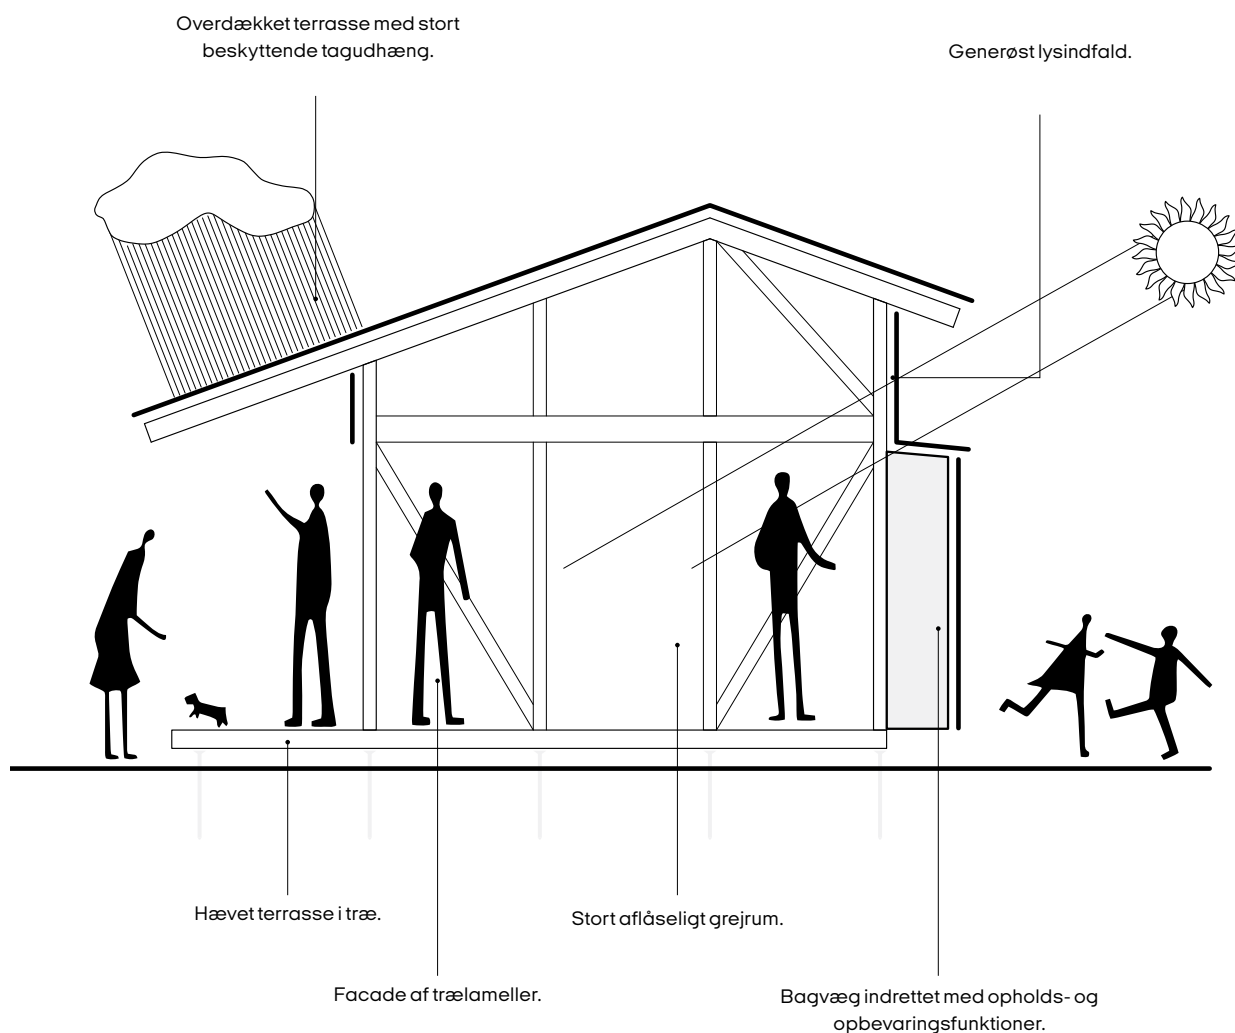 Overdækket terrasse med stort
beskyttende tagudhæng.
Generøst lysindfald.
Hævet terrasse i træ.
Stort aflåseligt grejrum.
Facade af trælameller.
Bagvæg indrettet med opholds- og
opbevaringsfunktioner.